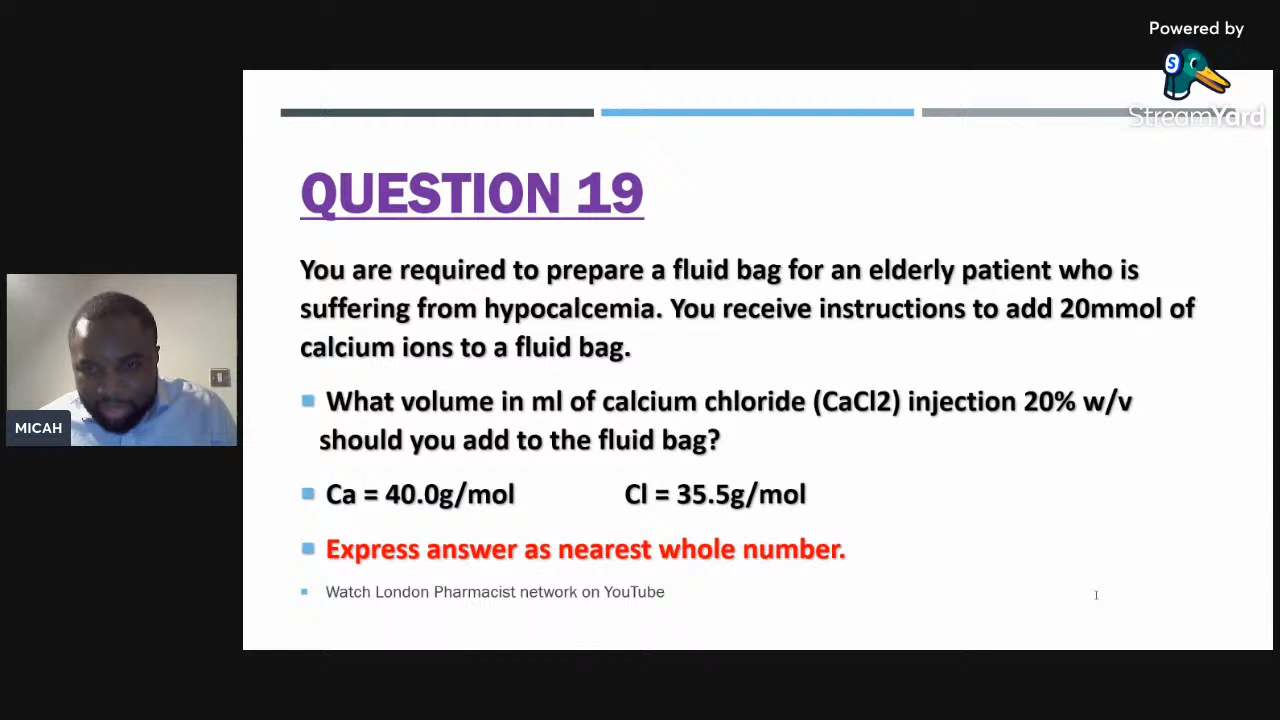 Powered by
S
StreamYard
QUESTION 19
You are required to prepare a fluid bag for an elderly patient who is
suffering from hypocalcemia. You receive instructions to add 20mmol of
calcium ions to a fluid bag.
What volume in ml of calcium chloride (CaCl2) injection 20% w/v
should you add to the fluid bag?
Ca = 40.0g/mol Cl = 35.5g/mol
Express answer as nearest whole number.
Watch London Pharmacist network on YouTube
MICAH